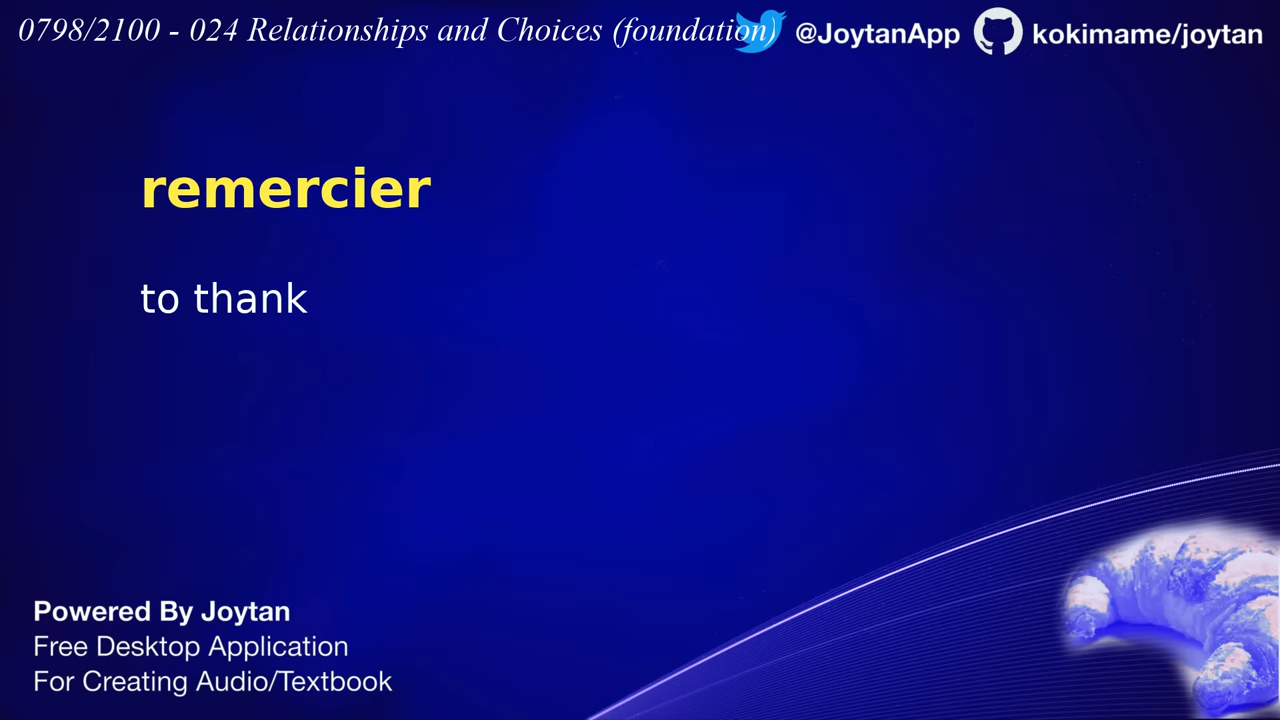 0798/2100 - 024 Relationships and Choices (foundation)
@JoytanApp
kokimame/joytan
remercier
to thank
Powered By Joytan
Free Desktop Application
For Creating Audio/Textbook